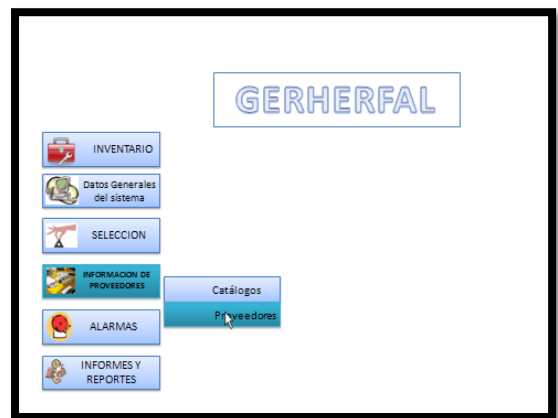 GERHERFAL
INVENTARIO
Datos Generales
del sistema
SELECCION
INFORMACION DE
PROVEEDORES
Catálogos
Proveedores
ALARMAS
INFORMES Y
REPORTES